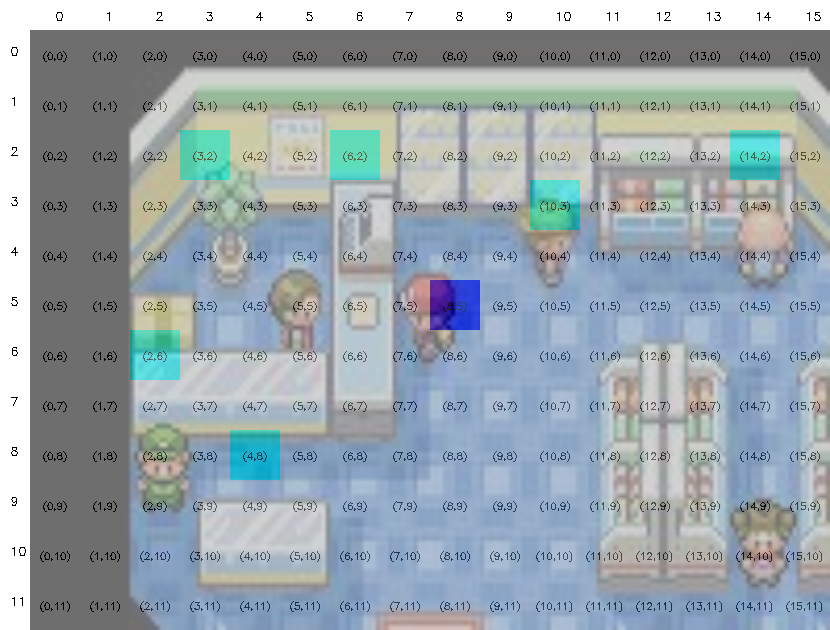 0 1 2 3 4 5 6 7 8 9 10 11 12 13 14 15
0 (0,0) (1,0) (2,0) (3,0) (4,0) (5,0) (6,0) (7,0) (8,0) (9,0) (10,0) (11,0) (12,0) (13,0) (14,0) (15,0)
1 (0,1) (1,1) (2,1) (3,1) (4,1) (5,1) (6,1) (7,1) (8,1) (9,1) (10,1) (11,1) (12,1) (13,1) (14,1) (15,1)
2 (0,2) (1,2) (2,2) (3,2) (4,2) (5,2) (6,2) (7,2) (8,2) (9,2) (10,2) (11,2) (12,2) (13,2) (14,2) (15,2)
3 (0,3) (1,3) (2,3) (3,3) (4,3) (5,3) (6,3) (7,3) (8,3) (9,3) (10,3) (11,3) (12,3) (13,3) (14,3) (15,3)
4 (0,4) (1,4) (2,4) (3,4) (4,4) (5,4) (6,4) (7,4) (8,4) (9,4) (10,4) (11,4) (12,4) (13,4) (14,4) (15,4)
5 (0,5) (1,5) (2,5) (3,5) (4,5) (5,5) (6,5) (7,5) (8,5) (9,5) (10,5) (11,5) (12,5) (13,5) (14,5) (15,5)
6 (0,6) (1,6) (2,6) (3,6) (4,6) (5,6) (6,6) (7,6) (8,6) (9,6) (10,6) (11,6) (12,6) (13,6) (14,6) (15,6)
7 (0,7) (1,7) (2,7) (3,7) (4,7) (5,7) (6,7) (7,7) (8,7) (9,7) (10,7) (11,7) (12,7) (13,7) (14,7) (15,7)
8 (0,8) (1,8) (2,8) (3,8) (4,8) (5,8) (6,8) (7,8) (8,8) (9,8) (10,8) (11,8) (12,8) (13,8) (14,8) (15,8)
9 (0,9) (1,9) (2,9) (3,9) (4,9) (5,9) (6,9) (7,9) (8,9) (9,9) (10,9) (11,9) (12,9) (13,9) (14,9) (15,9)
10 (0,10) (1,10) (2,10) (3,10) (4,10) (5,10) (6,10) (7,10) (8,10) (9,10) (10,10) (11,10) (12,10) (13,10) (14,10) (15,10)
11 (0,11) (1,11) (2,11) (3,11) (4,11) (5,11) (6,11) (7,11) (8,11) (9,11) (10,11) (11,11) (12,11) (13,11) (14,11) (15,11)